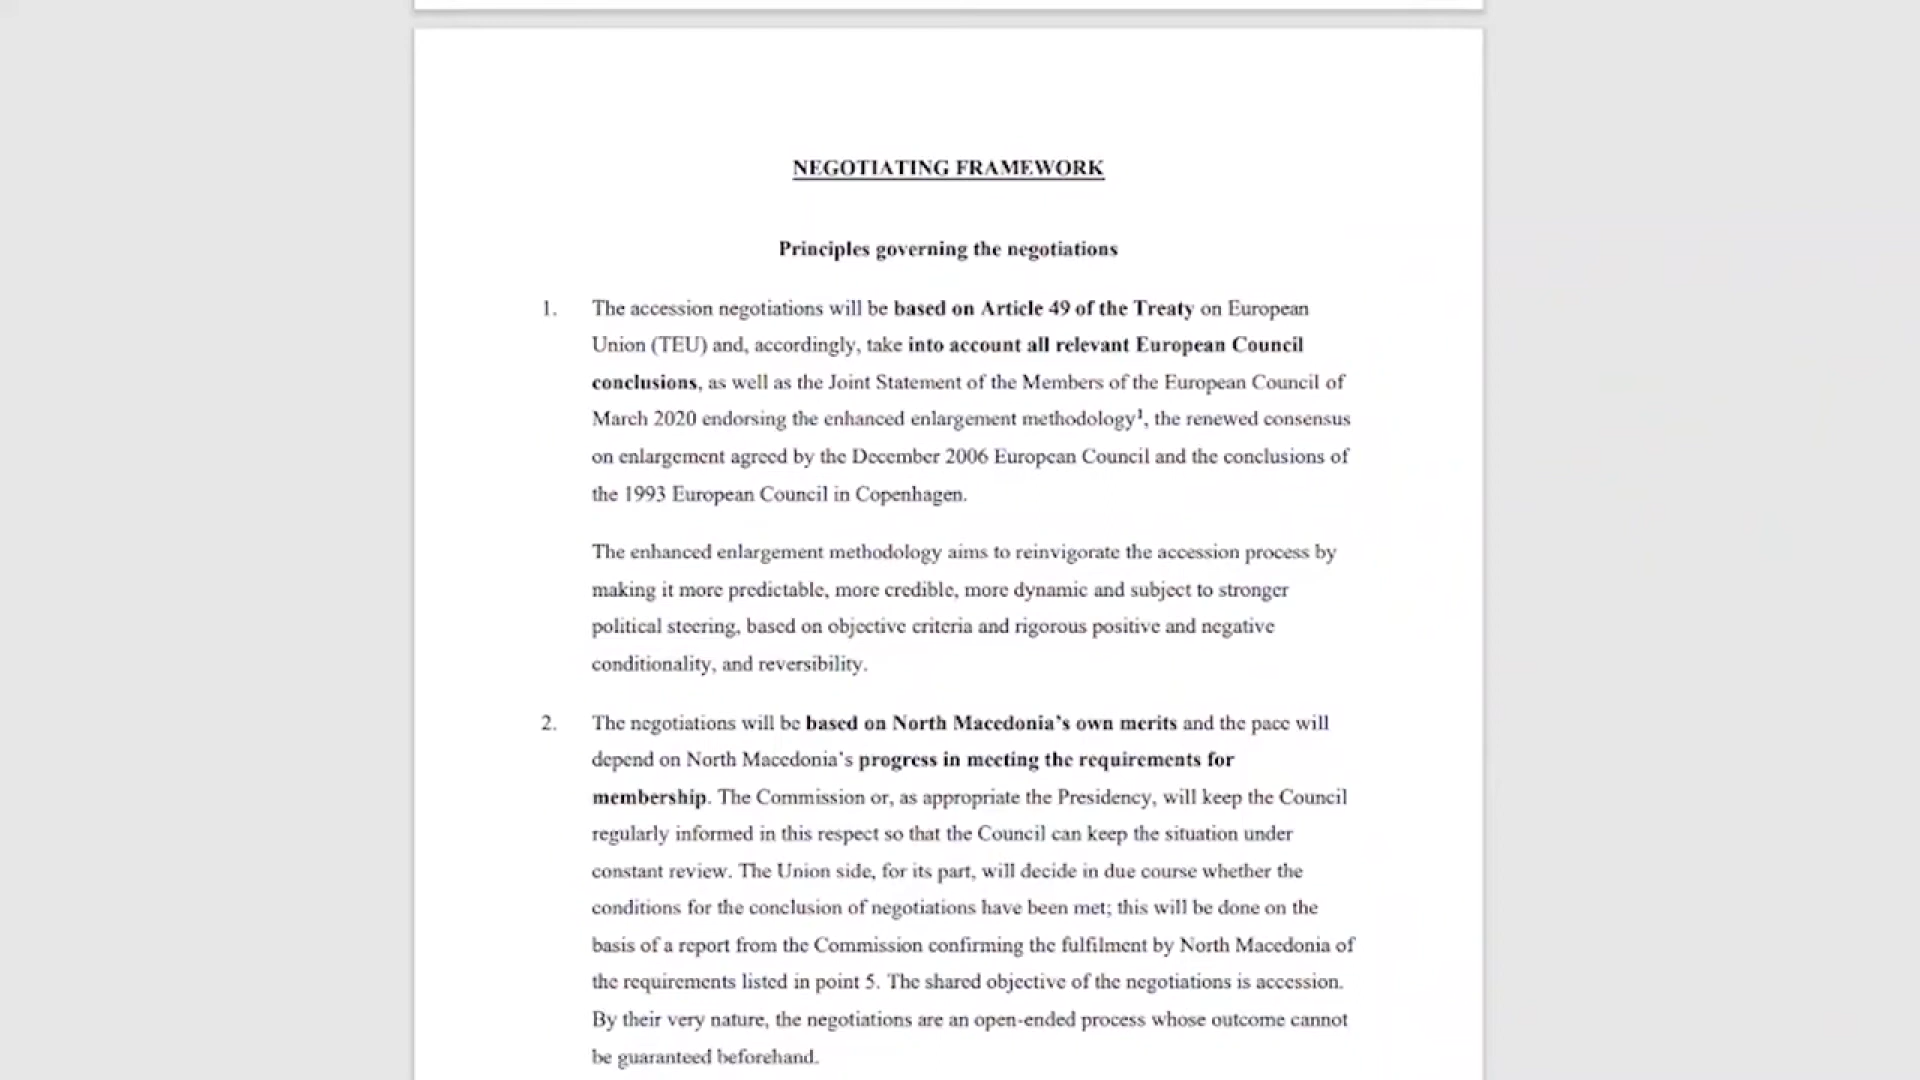 NEGOTIATING FRAMEWORK
Principles governing the negotiations
1. The accession negotiations will be based on Article 49 of the Treaty on European
Union (TEU) and, accordingly, take into account all relevant European Council
conclusions, as well as the Joint Statement of the Members of the European Council of
March 2020 endorsing the enhanced enlargement methodology¹, the renewed consensus
on enlargement agreed by the December 2006 European Council and the conclusions of
the 1993 European Council in Copenhagen.
The enhanced enlargement methodology aims to reinvigorate the accession process by
making it more predictable, more credible, more dynamic and subject to stronger
political steering, based on objective criteria and rigorous positive and negative
conditionality, and reversibility.
2. The negotiations will be based on North Macedonia's own merits and the pace will
depend on North Macedonia's progress in meeting the requirements for
membership. The Commission or, as appropriate the Presidency, will keep the Council
regularly informed in this respect so that the Council can keep the situation under
constant review. The Union side, for its part, will decide in due course whether the
conditions for the conclusion of negotiations have been met; this will be done on the
basis of a report from the Commission confirming the fulfilment by North Macedonia of
the requirements listed in point 5. The shared objective of the negotiations is accession.
By their very nature, the negotiations are an open-ended process whose outcome cannot
be guaranteed beforehand.